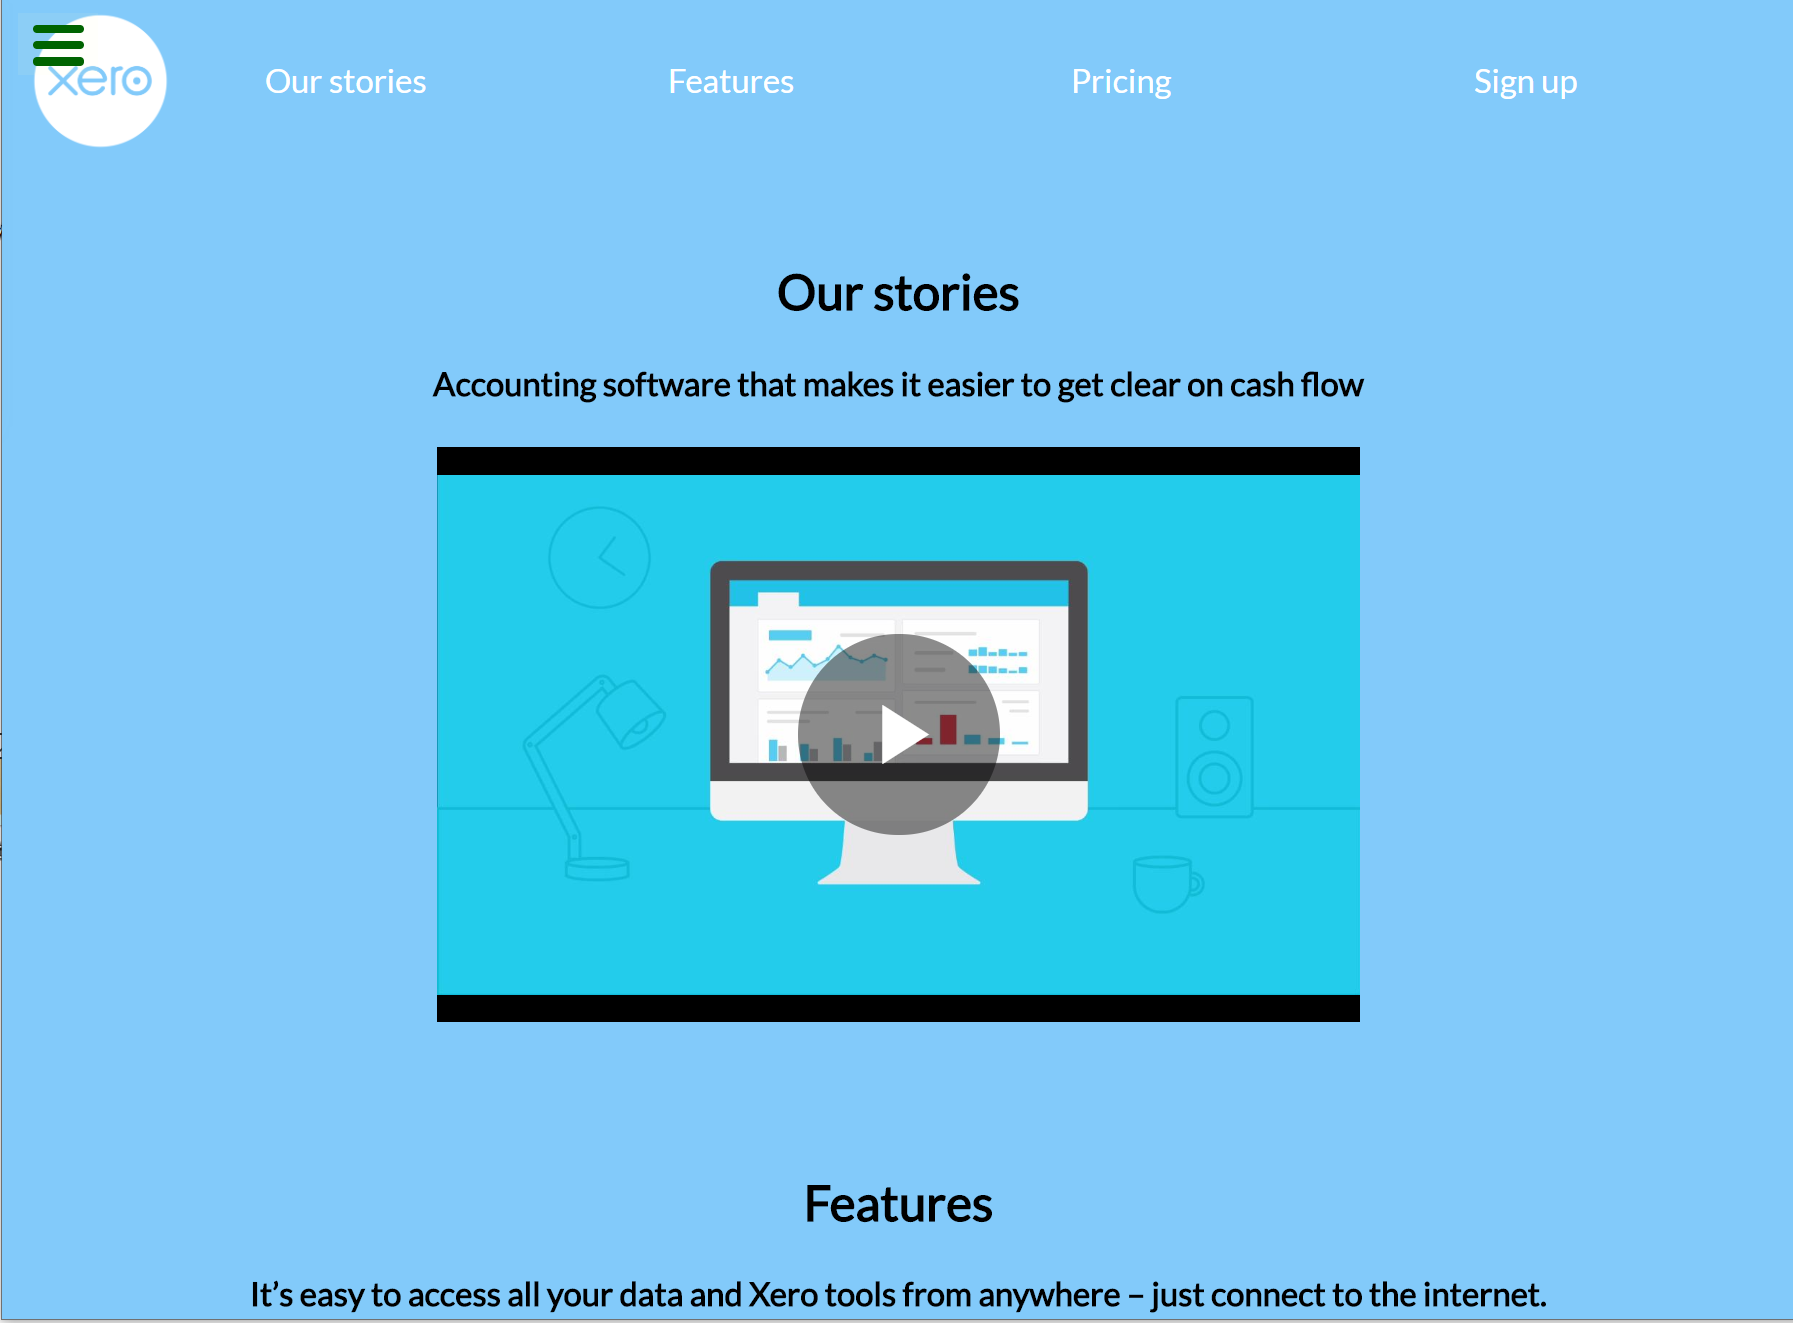 xero
Our stories
Features
Pricing
Sign up
Our stories
Accounting software that makes it easier to get clear on cash flow
Features
It’s easy to access all your data and Xero tools from anywhere – just connect to the internet.